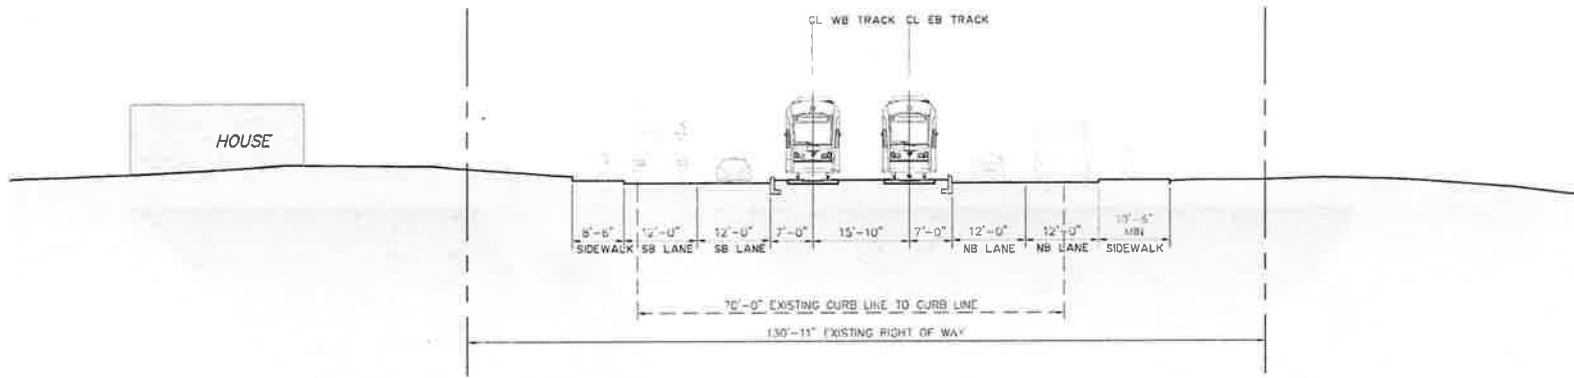 CL WB TRACK CL EB TRACK
HOUSE
8'-6" 12'-0" 12'-0" 7'-0" 15'-10" 7'-0" 12'-0" 12'-0" 10'-6"
MIN
SIDEWALK SB LANE SB LANE NB LANE NB LANE SIDEWALK
70'-0" EXISTING CURB LINE TO CURB LINE
130'-11" EXISTING RIGHT OF WAY